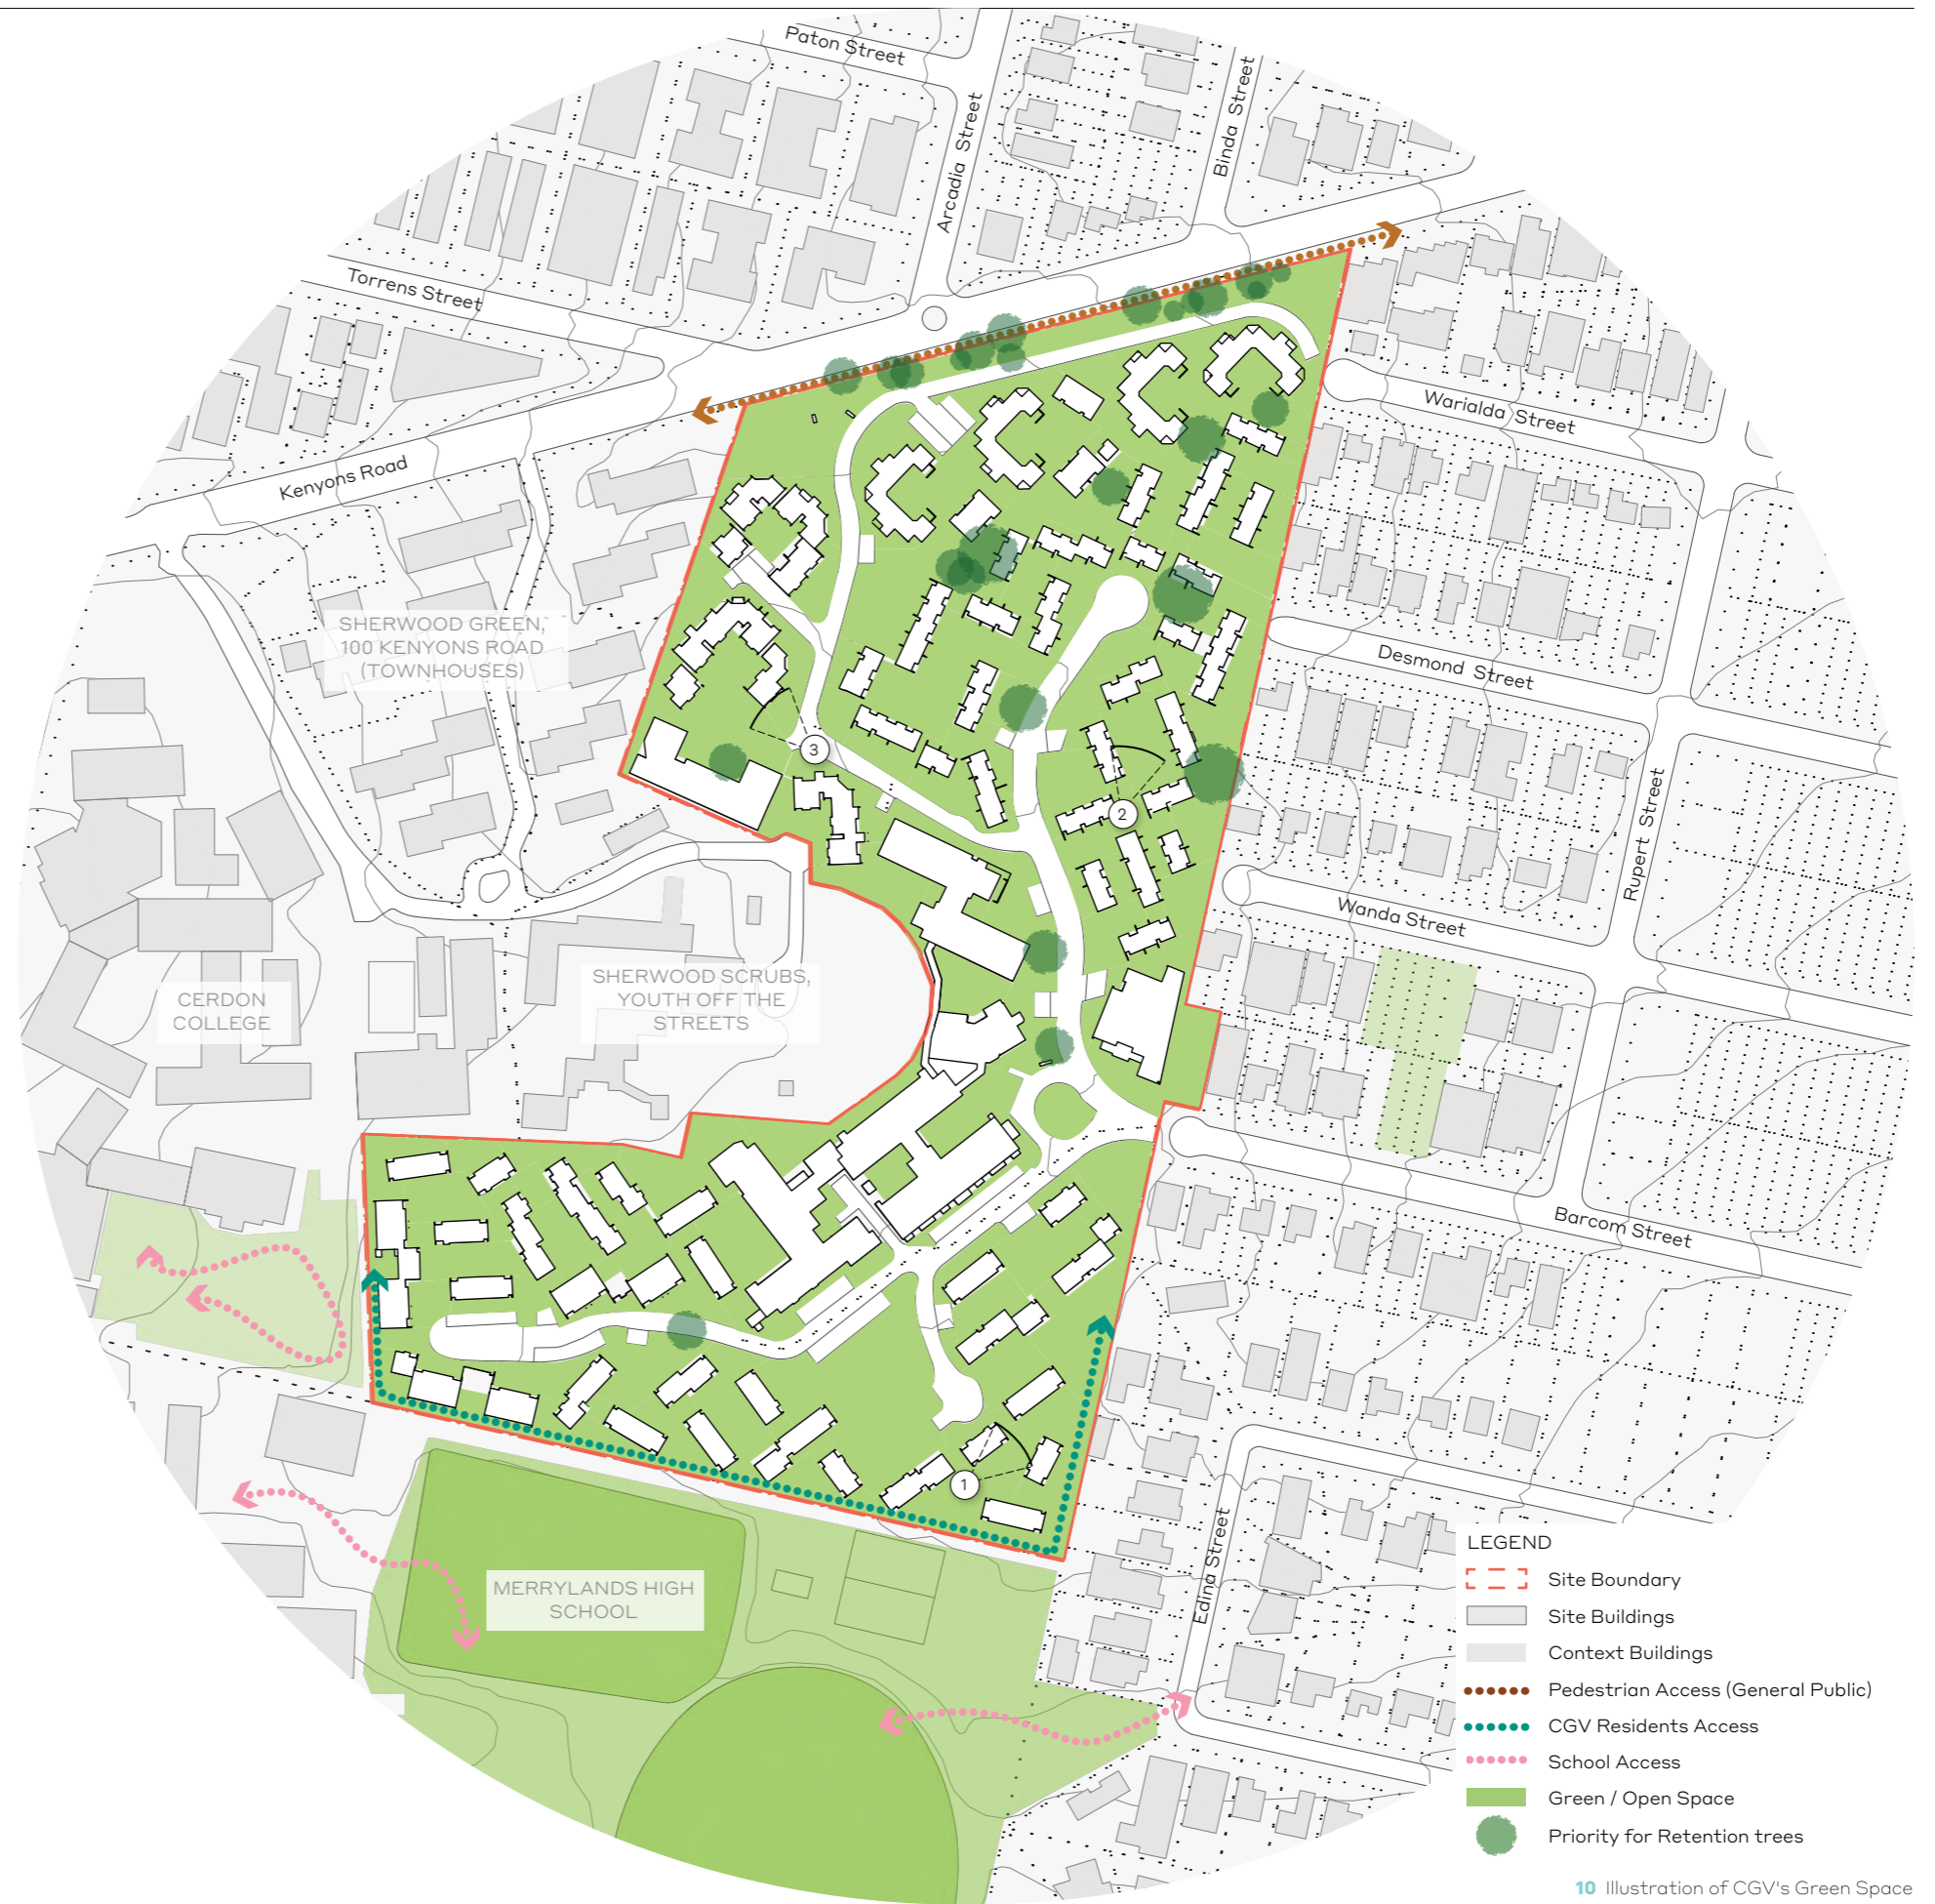 Paton Street
Arcadia Street
Binda Street
Torrens Street
Kenyons Road
Warialda Street
Desmond Street
Rupert Street
Wanda Street
Barcom Street
Edina Street
SHERWOOD GREEN,
100 KENYONS ROAD
(TOWNHOUSES)
3
2
CERDON
COLLEGE
SHERWOOD SCRUBS,
YOUTH OFF THE
STREETS
1
MERRYLANDS HIGH
SCHOOL
LEGEND
Site Boundary
Site Buildings
Context Buildings
Pedestrian Access (General Public)
CGV Residents Access
School Access
Green / Open Space
Priority for Retention trees
10 Illustration of CGV's Green Space